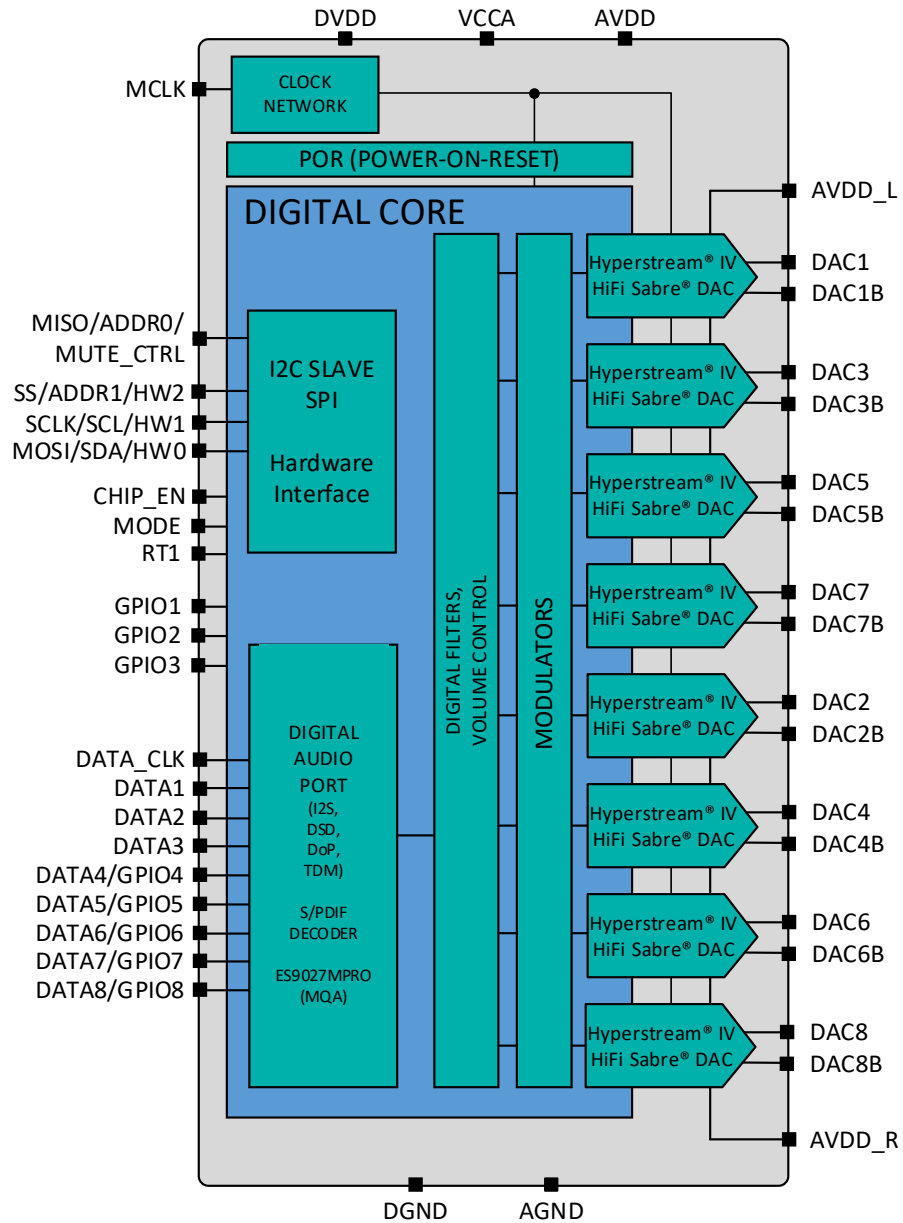 DVDD
VCCA
AVDD
MCLK
CLOCK
NETWORK
POR (POWER-ON-RESET)
DIGITAL CORE
MISO/ADDR0/
MUTE_CTRL
SS/ADDR1/HW2
SCLK/SCL/HW1
MOSI/SDA/HW0
CHIP_EN
MODE
RT1
GPIO1
GPIO2
GPIO3
DATA_CLK
DATA1
DATA2
DATA3
DATA4/GPIO4
DATA5/GPIO5
DATA6/GPIO6
DATA7/GPIO7
DATA8/GPIO8
I2C SLAVE
SPI
Hardware
Interface
DIGITAL
AUDIO
PORT
(I2S,
DSD,
DoP,
TDM)
S/PDIF
DECODER
ES9027MPRO
(MQA)
DIGITAL FILTERS,
VOLUME CONTROL
MODULATORS
Hyperstream® IV
HiFi Sabre® DAC
Hyperstream® IV
HiFi Sabre® DAC
Hyperstream® IV
HiFi Sabre® DAC
Hyperstream® IV
HiFi Sabre® DAC
Hyperstream® IV
HiFi Sabre® DAC
Hyperstream® IV
HiFi Sabre® DAC
Hyperstream® IV
HiFi Sabre® DAC
Hyperstream® IV
HiFi Sabre® DAC
AVDD_L
DAC1
DAC1B
DAC3
DAC3B
DAC5
DAC5B
DAC7
DAC7B
DAC2
DAC2B
DAC4
DAC4B
DAC6
DAC6B
DAC8
DAC8B
AVDD_R
DGND
AGND